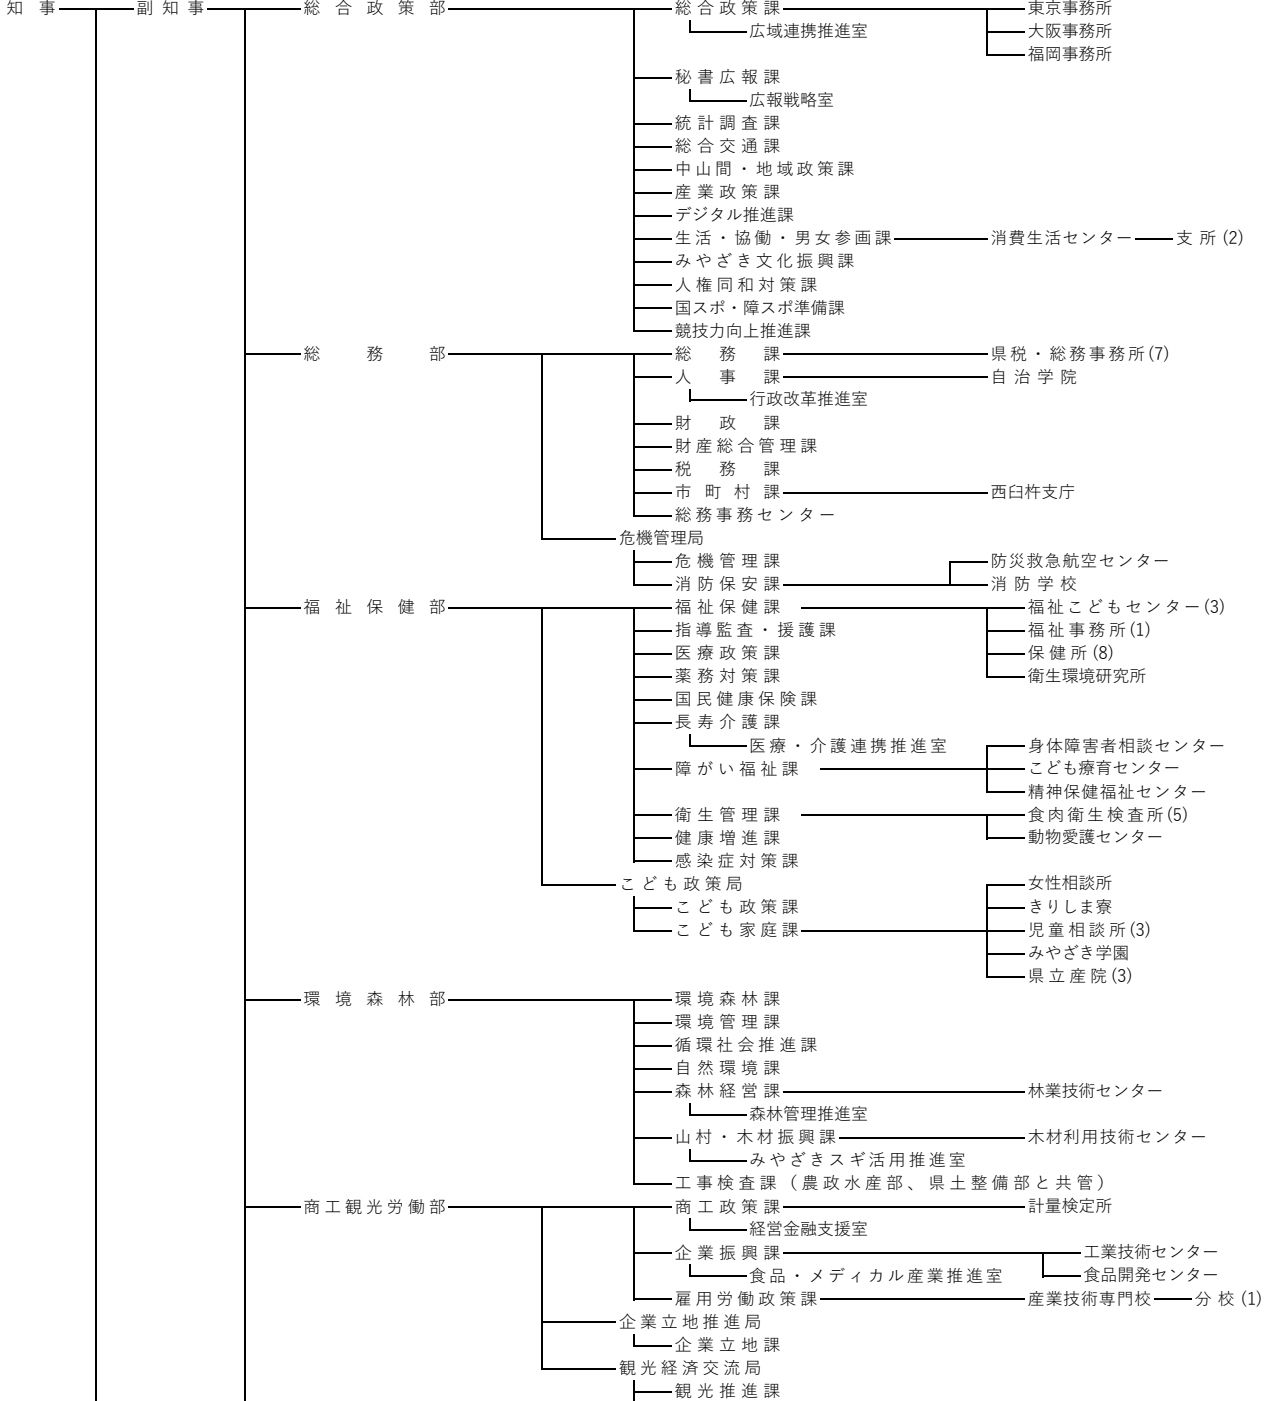 知事 副知事 総合政策部 総合政策課 東京事務所
広域連携推進室 大阪事務所
福岡事務所
秘書広報課
広報戦略室
統計調査課
総合交通課
中山間・地域政策課
産業政策課
デジタル推進課
生活・協働・男女参画課 消費生活センター 支所(2)
みやざき文化振興課
人権同和対策課
国スポ・障スポ準備課
競技力向上推進課
総務部 総務課 県税・総務事務所(7)
人事課 自治学院
行政改革推進室
財政課
財産総合管理課
税務課
市町村課 西臼杵支庁
総務事務センター
危機管理局
危機管理課 防災救急航空センター
消防保安課 消防学校
福祉保健部 福祉保健課 福祉こどもセンター(3)
指導監査・援護課 福祉事務所(1)
医療政策課 保健所(8)
薬務対策課 衛生環境研究所
国民健康保険課
長寿介護課
医療・介護連携推進室 身体障害者相談センター
障がい福祉課 こども療育センター
精神保健福祉センター
衛生管理課 食肉衛生検査所(5)
健康増進課 動物愛護センター
感染症対策課
こども政策局 女性相談所
こども政策課 きりしま寮
こども家庭課 児童相談所(3)
みやざき学園
県立産院(3)
環境森林部 環境森林課
環境管理課
循環社会推進課
自然環境課
森林経営課 林業技術センター
森林管理推進室
山村・木材振興課 木材利用技術センター
みやざきスギ活用推進室
工事検査課（農政水産部、県土整備部と共管）
商工観光労働部 商工政策課 計量検定所
経営金融支援室
企業振興課 工業技術センター
食品・メディカル産業推進室 食品開発センター
雇用労働政策課 産業技術専門校 分校(1)
企業立地推進局
企業立地課
観光経済交流局
観光推進課